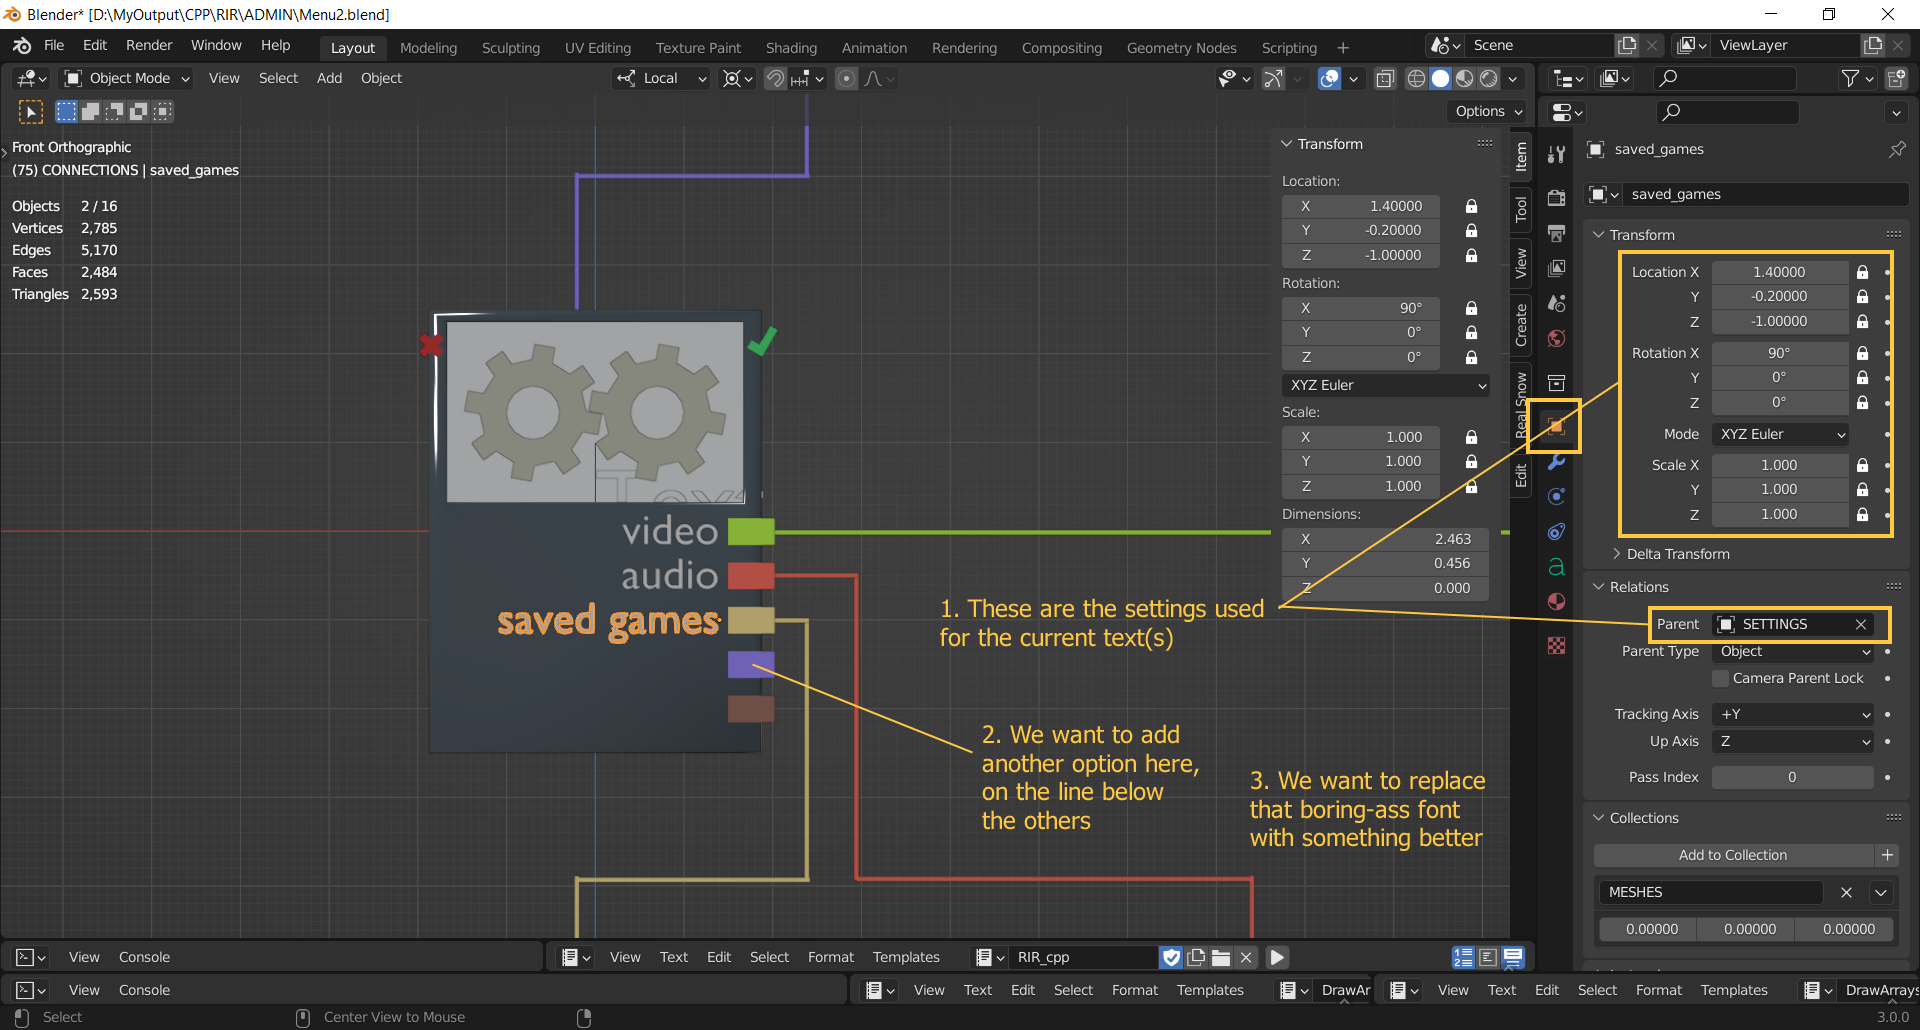 Blender* [D:\MyOutput\CPP\RIR\ADMIN\Menu2.blend]
File Edit Render Window Help Layout Modeling Sculpting UV Editing Texture Paint Shading Animation Rendering Compositing Geometry Nodes Scripting + Scene ViewLayer
Object Mode View Select Add Object Local
Options
Front Orthographic
(75) CONNECTIONS | saved_games
Objects 2 / 16
Vertices 2,785
Edges 5,170
Faces 2,484
Triangles 2,593
Text
video
audio
saved games
1. These are the settings used
for the current text(s)
2. We want to add
another option here,
on the line below
the others
3. We want to replace
that boring-ass font
with something better
Transform
Location:
X 1.40000
Y -0.20000
Z -1.00000
Rotation:
X 90°
Y 0°
Z 0°
XYZ Euler
Scale:
X 1.000
Y 1.000
Z 1.000
Dimensions:
X 2.463
Y 0.456
Z 0.000
Item
Tool
View
Create
Real Snow
Edit
saved_games
saved_games
Transform
Location X 1.40000
Y -0.20000
Z -1.00000
Rotation X 90°
Y 0°
Z 0°
Mode XYZ Euler
Scale X 1.000
Y 1.000
Z 1.000
Delta Transform
Relations
Parent SETTINGS
Parent Type Object
Camera Parent Lock
Tracking Axis +Y
Up Axis Z
Pass Index 0
Collections
Add to Collection +
MESHES
0.00000 0.00000 0.00000
View Console View Text Edit Select Format Templates RIR_cpp
View Console View Text Edit Select Format Templates DrawAr View Text Edit Select Format Templates DrawArrays
Select Center View to Mouse 3.0.0